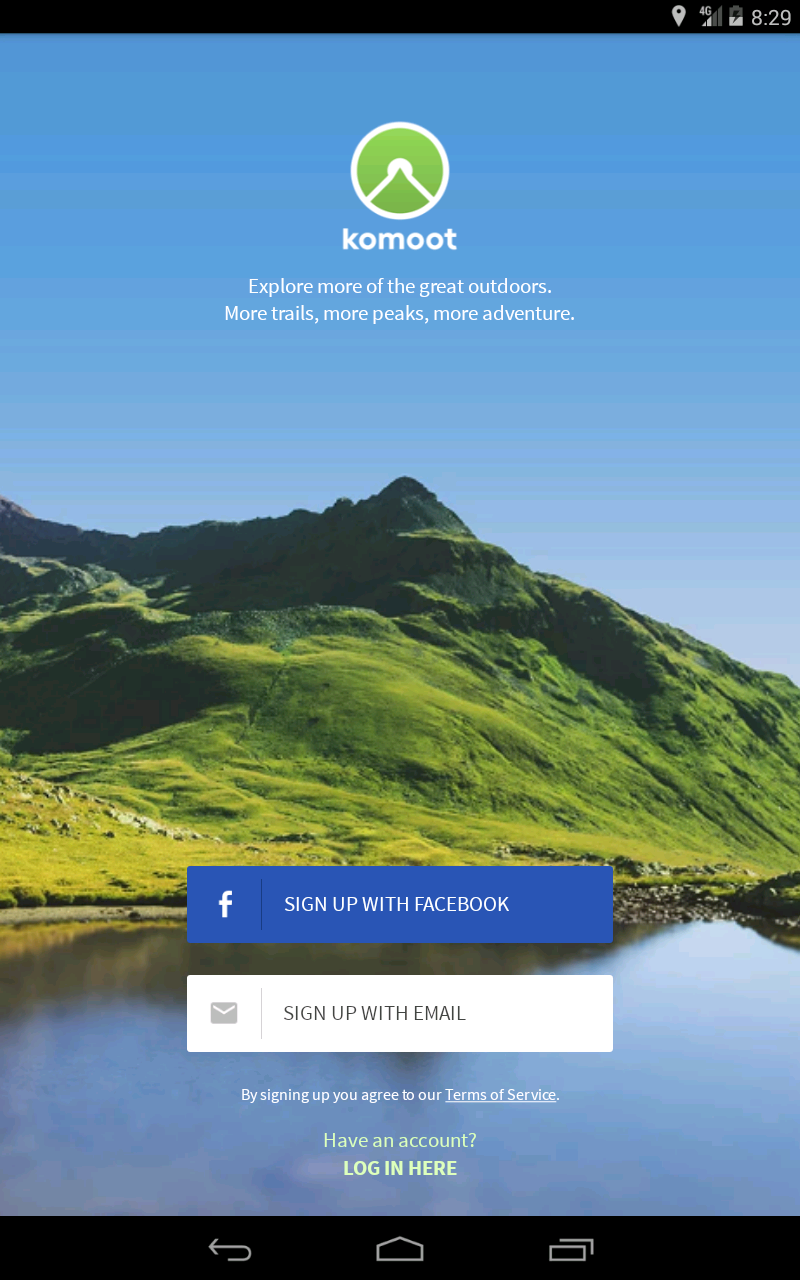 4G 8:29
komoot
Explore more of the great outdoors.
More trails, more peaks, more adventure.
f SIGN UP WITH FACEBOOK
SIGN UP WITH EMAIL
By signing up you agree to our Terms of Service.
Have an account?
LOG IN HERE